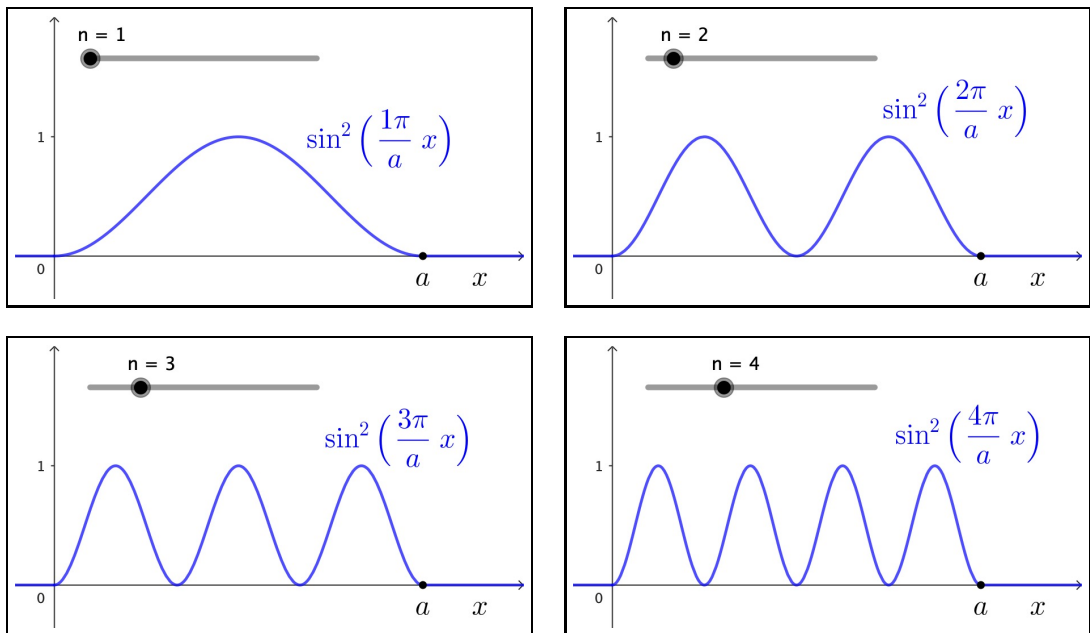 n = 1
sin² (1π/a x)
1
0
a x
n = 2
sin² (2π/a x)
1
0
a x
n = 3
sin² (3π/a x)
1
0
a x
n = 4
sin² (4π/a x)
1
0
a x